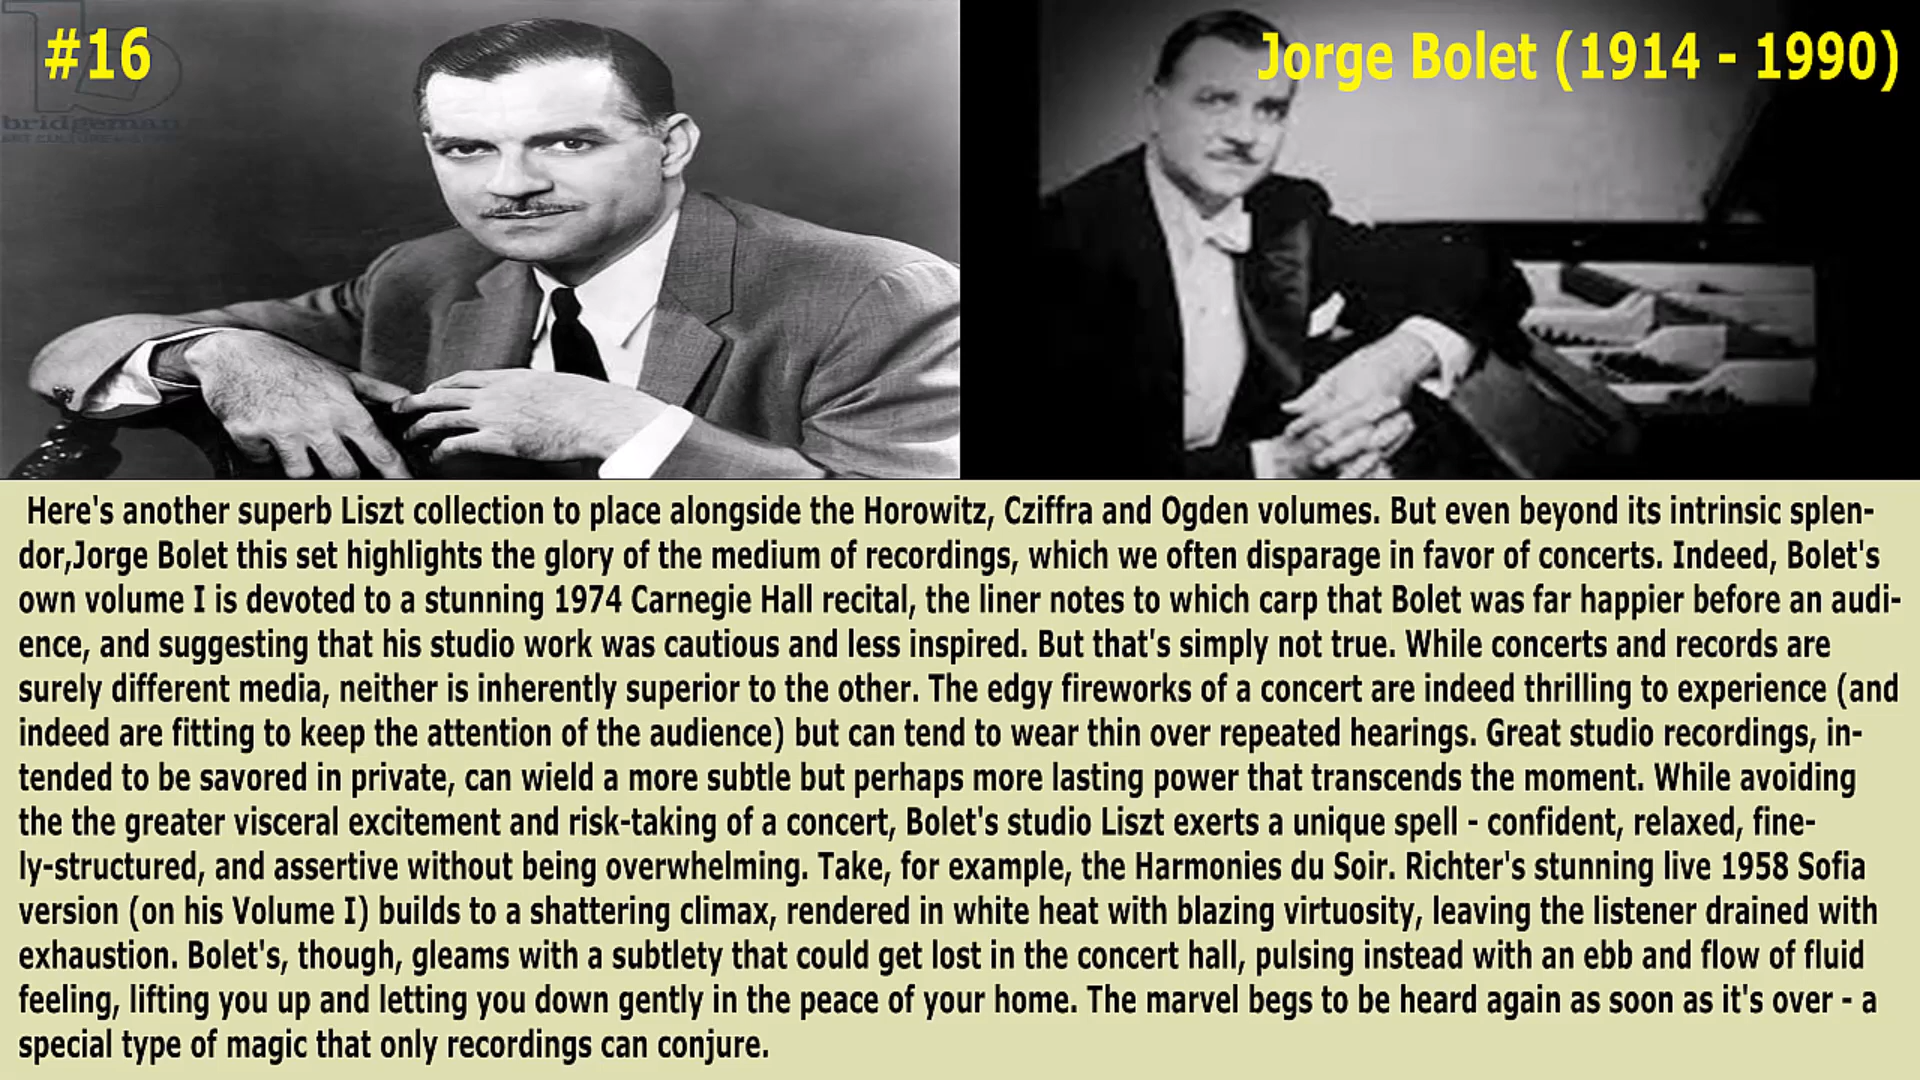 #16
Jorge Bolet (1914 - 1990)
bridgeman
Here's another superb Liszt collection to place alongside the Horowitz, Cziffra and Ogden volumes. But even beyond its intrinsic splen-
dor,Jorge Bolet this set highlights the glory of the medium of recordings, which we often disparage in favor of concerts. Indeed, Bolet's
own volume I is devoted to a stunning 1974 Carnegie Hall recital, the liner notes to which carp that Bolet was far happier before an audi-
ence, and suggesting that his studio work was cautious and less inspired. But that's simply not true. While concerts and records are
surely different media, neither is inherently superior to the other. The edgy fireworks of a concert are indeed thrilling to experience (and
indeed are fitting to keep the attention of the audience) but can tend to wear thin over repeated hearings. Great studio recordings, in-
tended to be savored in private, can wield a more subtle but perhaps more lasting power that transcends the moment. While avoiding
the the greater visceral excitement and risk-taking of a concert, Bolet's studio Liszt exerts a unique spell - confident, relaxed, fine-
ly-structured, and assertive without being overwhelming. Take, for example, the Harmonies du Soir. Richter's stunning live 1958 Sofia
version (on his Volume I) builds to a shattering climax, rendered in white heat with blazing virtuosity, leaving the listener drained with
exhaustion. Bolet's, though, gleams with a subtlety that could get lost in the concert hall, pulsing instead with an ebb and flow of fluid
feeling, lifting you up and letting you down gently in the peace of your home. The marvel begs to be heard again as soon as it's over - a
special type of magic that only recordings can conjure.